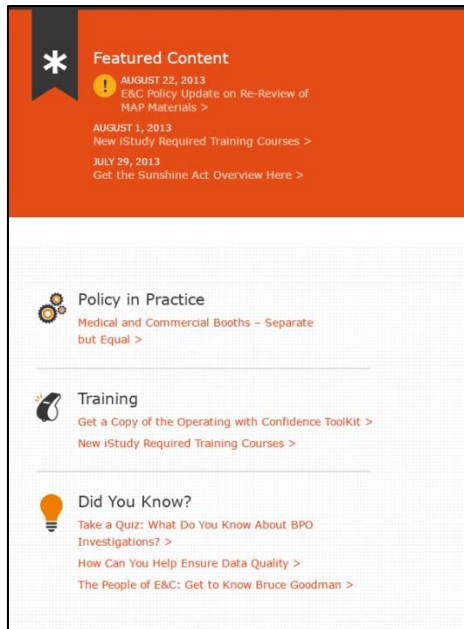 Featured Content
AUGUST 22, 2013
E&C Policy Update on Re-Review of
MAP Materials >
AUGUST 1, 2013
New iStudy Required Training Courses >
JULY 29, 2013
Get the Sunshine Act Overview Here >
Policy in Practice
Medical and Commercial Booths – Separate
but Equal >
Training
Get a Copy of the Operating with Confidence ToolKit >
New iStudy Required Training Courses >
Did You Know?
Take a Quiz: What Do You Know About BPO
Investigations? >
How Can You Help Ensure Data Quality >
The People of E&C: Get to Know Bruce Goodman >